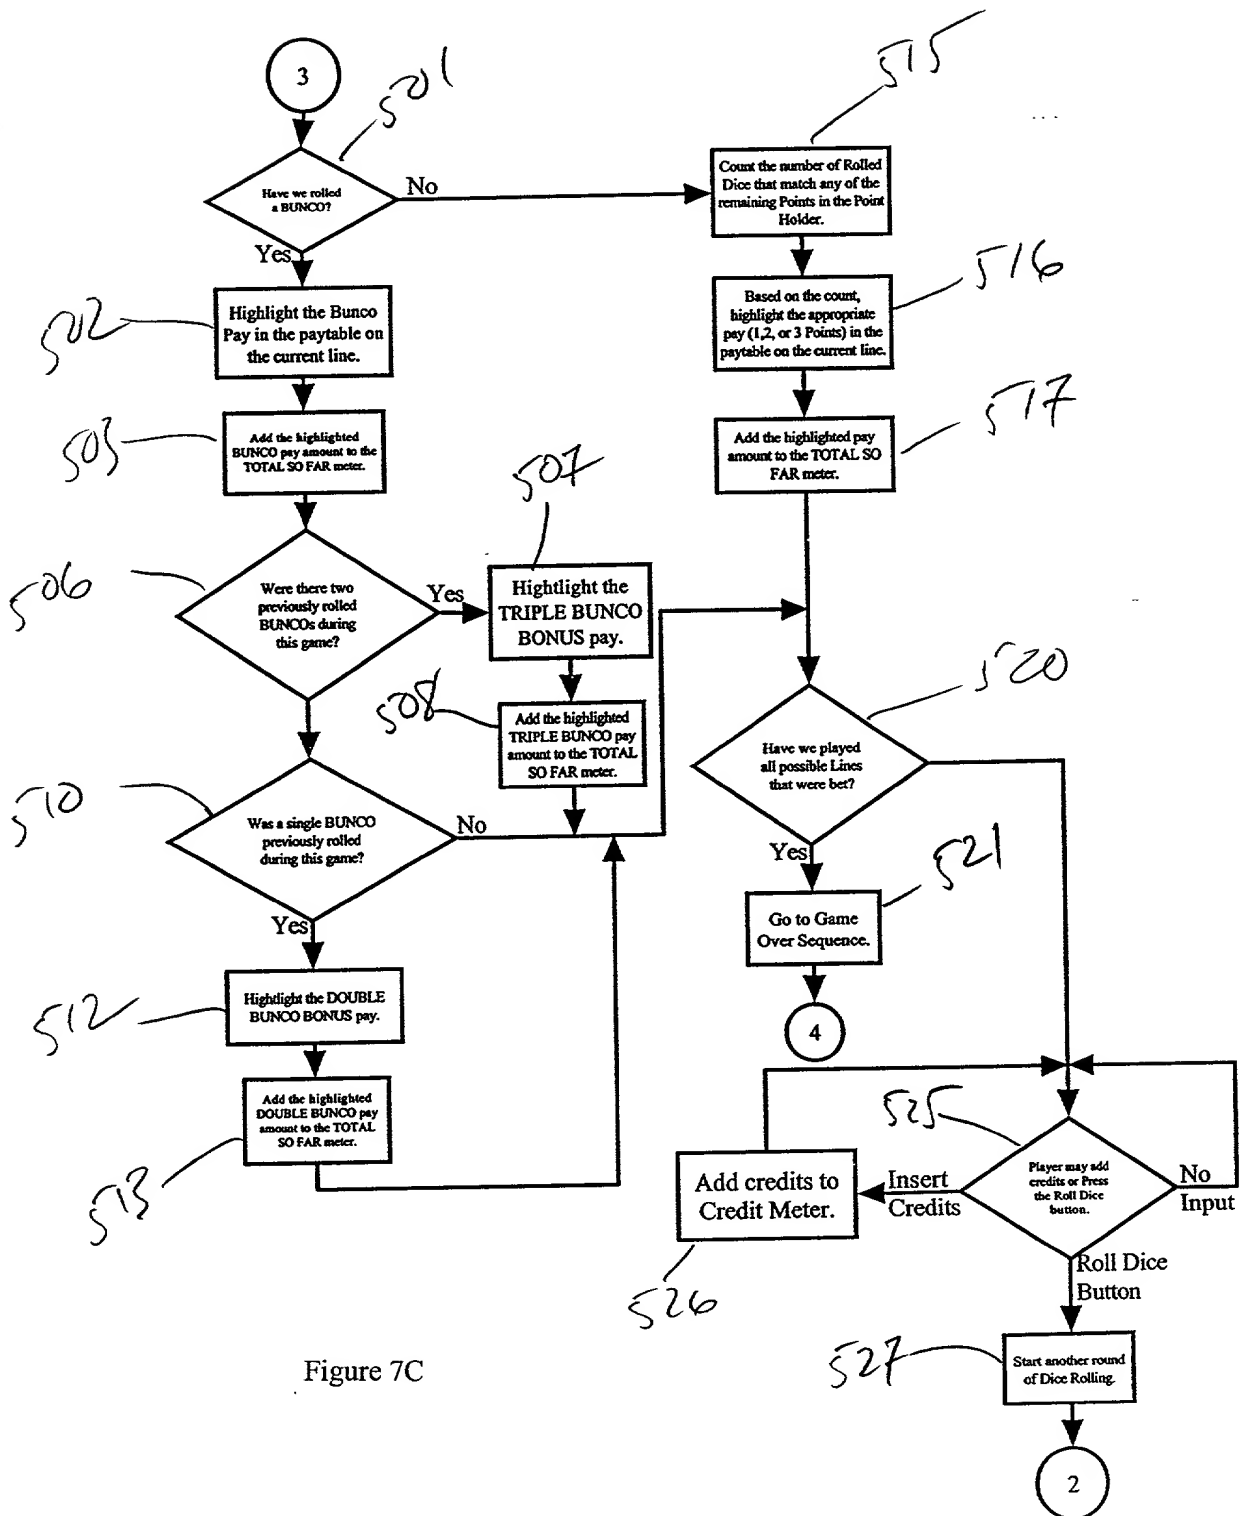 3
501
Have we rolled
a BUNCO?
No
Yes
502
Highlight the Bunco
Pay in the paytable on
the current line.
503
Add the highlighted
BUNCO pay amount to the
TOTAL SO FAR meter.
506
Were there two
previously rolled
BUNCOs during
this game?
Yes
507
Hightlight the
TRIPLE BUNCO
BONUS pay.
508
Add the highlighted
TRIPLE BUNCO pay
amount to the TOTAL
SO FAR meter.
510
Was a single BUNCO
previously rolled
during this game?
No
Yes
512
Hightlight the DOUBLE
BUNCO BONUS pay.
513
Add the highlighted
DOUBLE BUNCO pay
amount to the TOTAL
SO FAR meter.
515
Count the number of Rolled
Dice that match any of the
remaining Points in the Point
Holder.
516
Based on the count,
highlight the appropriate
pay (1,2, or 3 Points) in the
paytable on the current line.
517
Add the highlighted pay
amount to the TOTAL SO
FAR meter.
520
Have we played
all possible Lines
that were bet?
Yes
521
Go to Game
Over Sequence.
4
525
Player may add
credits or Press
the Roll Dice
button.
No
Input
Insert
Credits
Add credits to
Credit Meter.
526
Roll Dice
Button
527
Start another round
of Dice Rolling.
2
Figure 7C